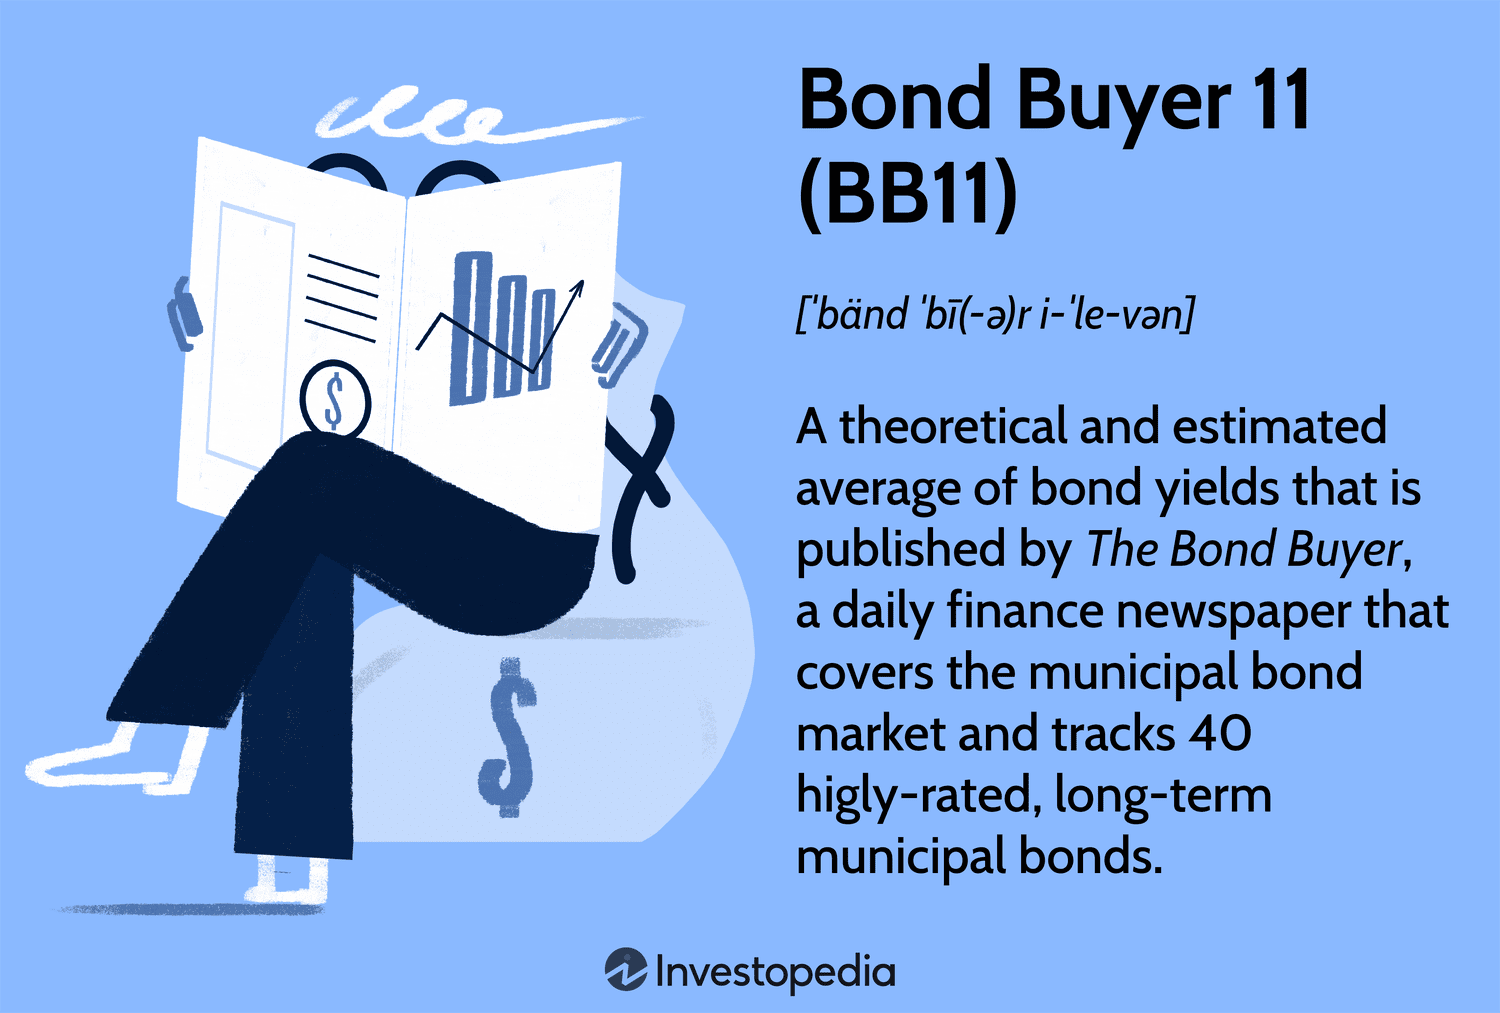 Bond Buyer 11
(BB11)
[ˈbänd ˈbī(-ə)r i-ˈle-vən]
A theoretical and estimated
average of bond yields that is
published by The Bond Buyer,
a daily finance newspaper that
covers the municipal bond
market and tracks 40
higly-rated, long-term
municipal bonds.
$
$
Investopedia